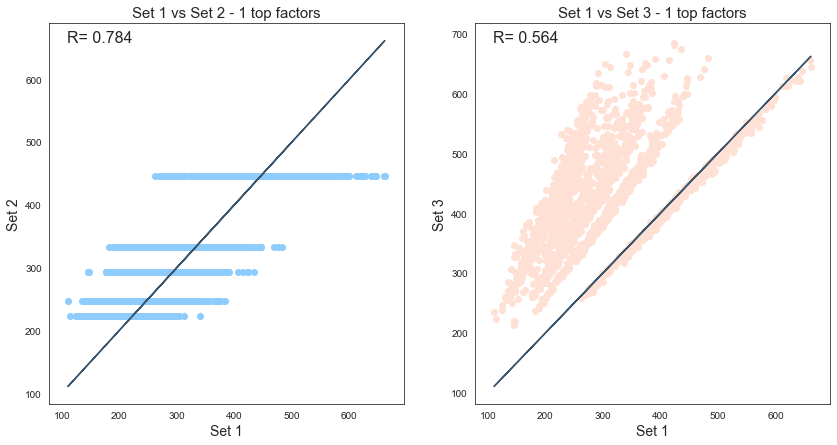 Set 1 vs Set 2 - 1 top factors
R= 0.784
600
500
400
300
200
100
Set 2
100 200 300 400 500 600
Set 1
Set 1 vs Set 3 - 1 top factors
R= 0.564
700
600
500
400
300
200
100
Set 3
100 200 300 400 500 600
Set 1